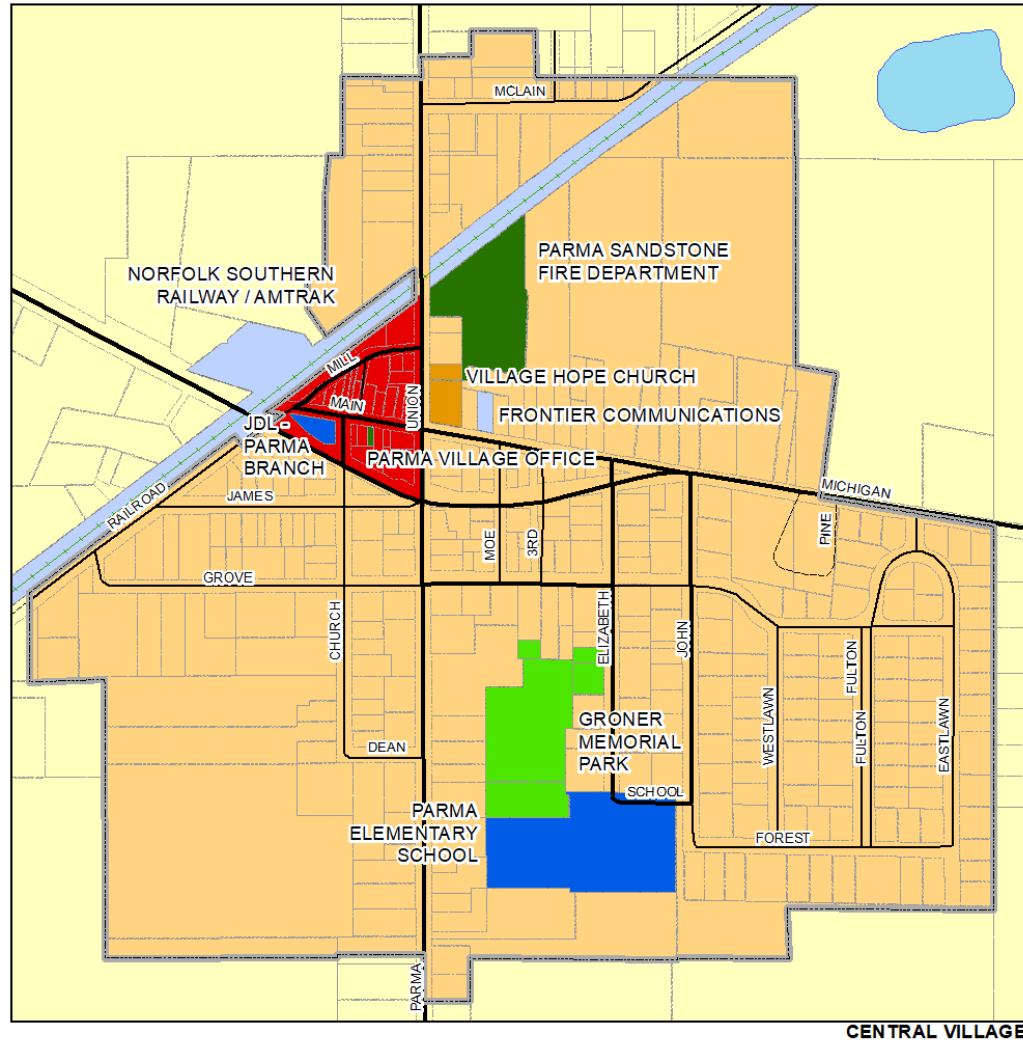 MCLAIN
PARMA SANDSTONE
FIRE DEPARTMENT
NORFOLK SOUTHERN
RAILWAY / AMTRAK
MILL
MAIN
UNION
VILLAGE HOPE CHURCH
FRONTIER COMMUNICATIONS
JDL -
PARMA
BRANCH
PARMA VILLAGE OFFICE
MICHIGAN
RAILROAD
JAMES
PINE
MOE
3RD
GROVE
CHURCH
ELIZABETH
JOHN
WESTLAWN
FULTON
FULTON
EASTLAWN
GRONER
MEMORIAL
PARK
DEAN
SCHOOL
PARMA
ELEMENTARY
SCHOOL
FOREST
PARMA
CENTRAL VILLAGE